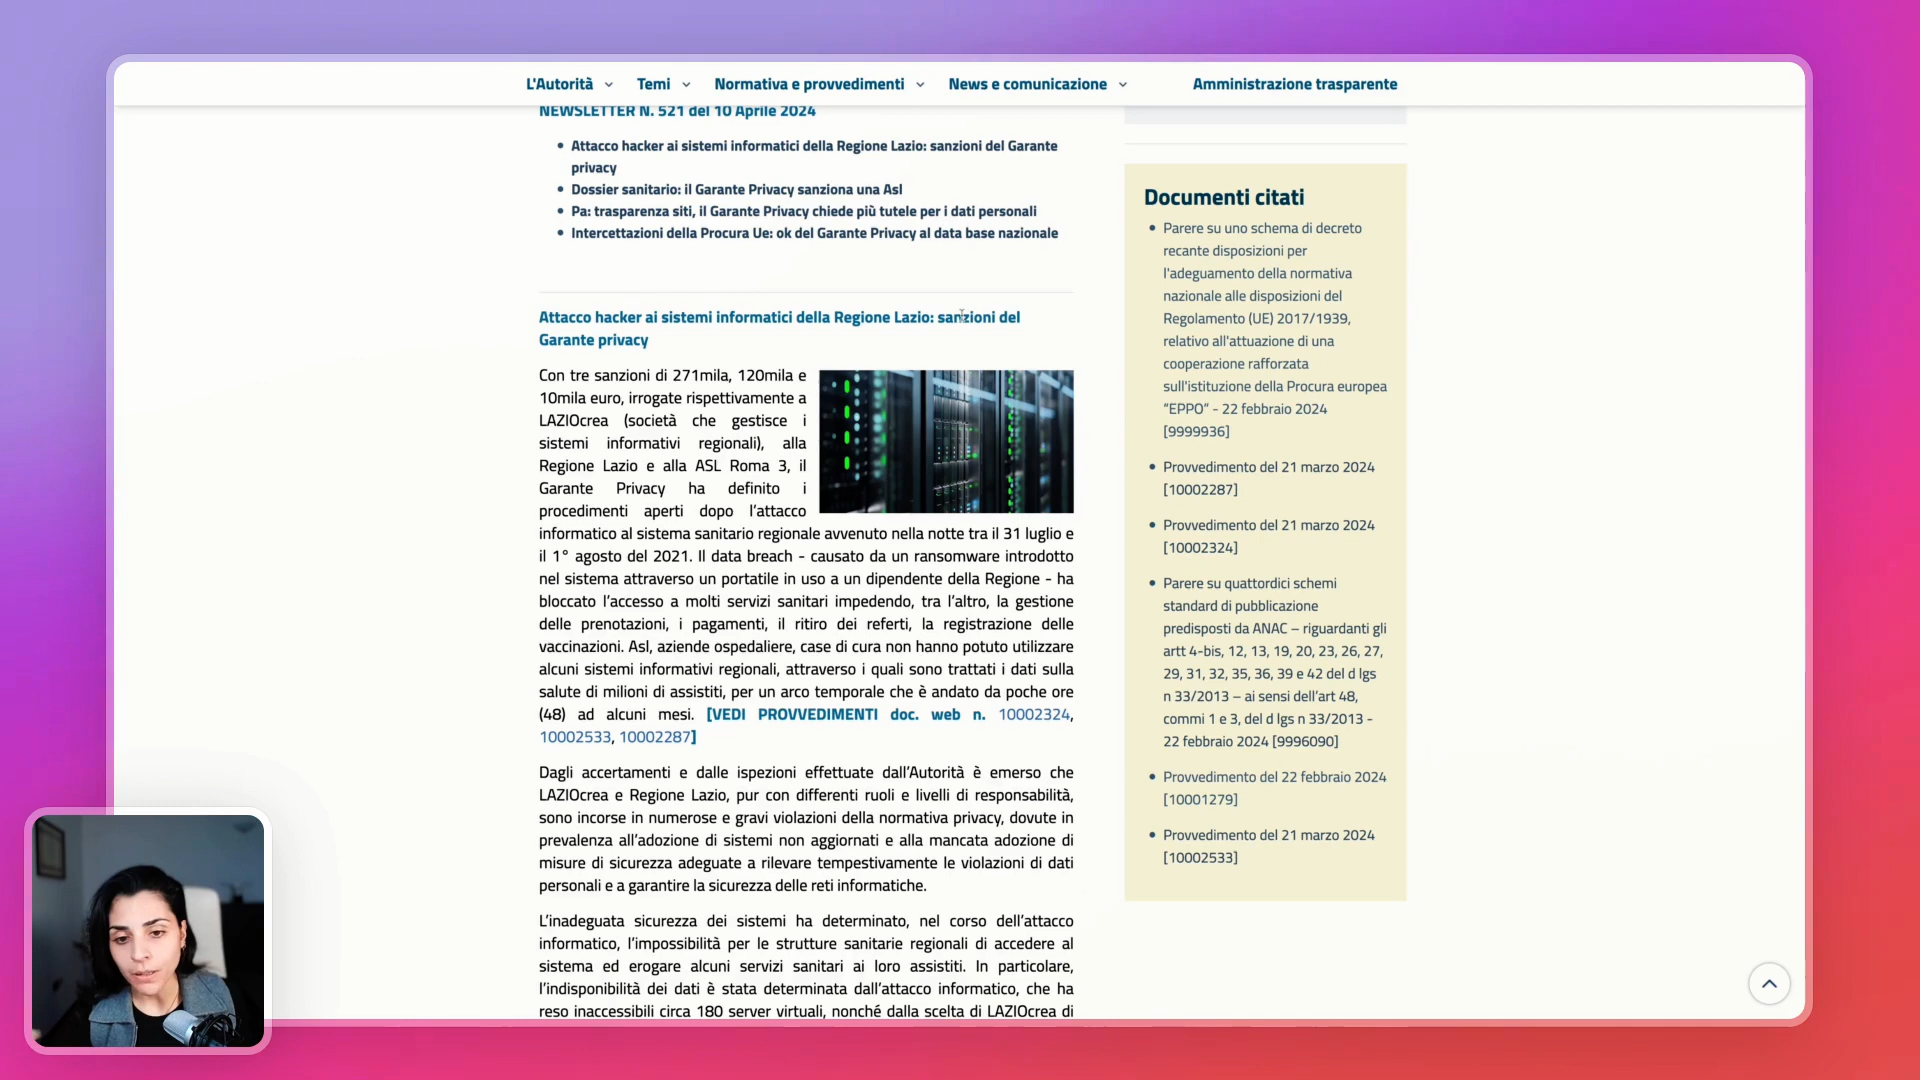 L'Autorità
Temi
Normativa e provvedimenti
News e comunicazione
Amministrazione trasparente
NEWSLETTER N. 521 del 10 Aprile 2024
• Attacco hacker ai sistemi informatici della Regione Lazio: sanzioni del Garante
privacy
• Dossier sanitario: il Garante Privacy sanziona una Asl
• Pa: trasparenza siti, il Garante Privacy chiede più tutele per i dati personali
• Intercettazioni della Procura Ue: ok del Garante Privacy al data base nazionale
Attacco hacker ai sistemi informatici della Regione Lazio: sanzioni del
Garante privacy
Con tre sanzioni di 271mila, 120mila e
10mila euro, irrogate rispettivamente a
LAZIOcrea (società che gestisce i
sistemi informativi regionali), alla
Regione Lazio e alla ASL Roma 3, il
Garante Privacy ha definito i
procedimenti aperti dopo l’attacco
informatico al sistema sanitario regionale avvenuto nella notte tra il 31 luglio e
il 1° agosto del 2021. Il data breach - causato da un ransomware introdotto
nel sistema attraverso un portatile in uso a un dipendente della Regione - ha
bloccato l’accesso a molti servizi sanitari impedendo, tra l’altro, la gestione
delle prenotazioni, i pagamenti, il ritiro dei referti, la registrazione delle
vaccinazioni. Asl, aziende ospedaliere, case di cura non hanno potuto utilizzare
alcuni sistemi informativi regionali, attraverso i quali sono trattati i dati sulla
salute di milioni di assistiti, per un arco temporale che è andato da poche ore
(48) ad alcuni mesi. [VEDI PROVVEDIMENTI doc. web n. 10002324,
10002533, 10002287]
Dagli accertamenti e dalle ispezioni effettuate dall’Autorità è emerso che
LAZIOcrea e Regione Lazio, pur con differenti ruoli e livelli di responsabilità,
sono incorse in numerose e gravi violazioni della normativa privacy, dovute in
prevalenza all’adozione di sistemi non aggiornati e alla mancata adozione di
misure di sicurezza adeguate a rilevare tempestivamente le violazioni di dati
personali e a garantire la sicurezza delle reti informatiche.
L’inadeguata sicurezza dei sistemi ha determinato, nel corso dell’attacco
informatico, l’impossibilità per le strutture sanitarie regionali di accedere al
sistema ed erogare alcuni servizi sanitari ai loro assistiti. In particolare,
l’indisponibilità dei dati è stata determinata dall’attacco informatico, che ha
reso inaccessibili circa 180 server virtuali, nonché dalla scelta di LAZIOcrea di
Documenti citati
• Parere su uno schema di decreto
recante disposizioni per
l'adeguamento della normativa
nazionale alle disposizioni del
Regolamento (UE) 2017/1939,
relativo all'attuazione di una
cooperazione rafforzata
sull'istituzione della Procura europea
“EPPO” - 22 febbraio 2024
[9999936]
• Provvedimento del 21 marzo 2024
[10002287]
• Provvedimento del 21 marzo 2024
[10002324]
• Parere su quattordici schemi
standard di pubblicazione
predisposti da ANAC – riguardanti gli
artt 4-bis, 12, 13, 19, 20, 23, 26, 27,
29, 31, 32, 35, 36, 39 e 42 del d lgs
n 33/2013 – ai sensi dell’art 48,
commi 1 e 3, del d lgs n 33/2013 -
22 febbraio 2024 [9996090]
• Provvedimento del 22 febbraio 2024
[10001279]
• Provvedimento del 21 marzo 2024
[10002533]